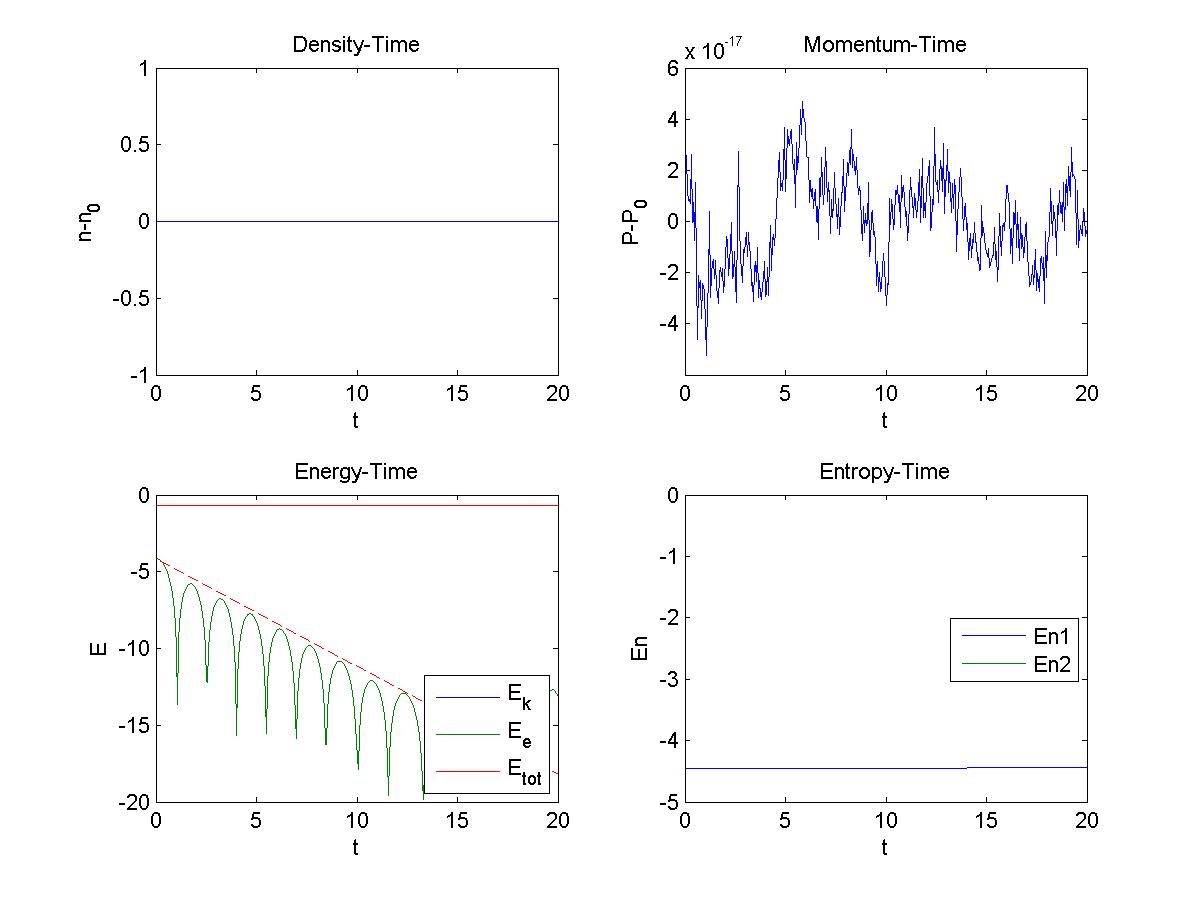 Density-Time
1
0.5
0
-0.5
-1
n-n0
0 5 10 15 20
t
x 10-17
Momentum-Time
6
4
2
0
-2
-4
P-P0
0 5 10 15 20
t
Energy-Time
0
-5
-10
-15
-20
E
Ek
Ee
Etot
0 5 10 15 20
t
Entropy-Time
0
-1
-2
-3
-4
-5
En
En1
En2
0 5 10 15 20
t